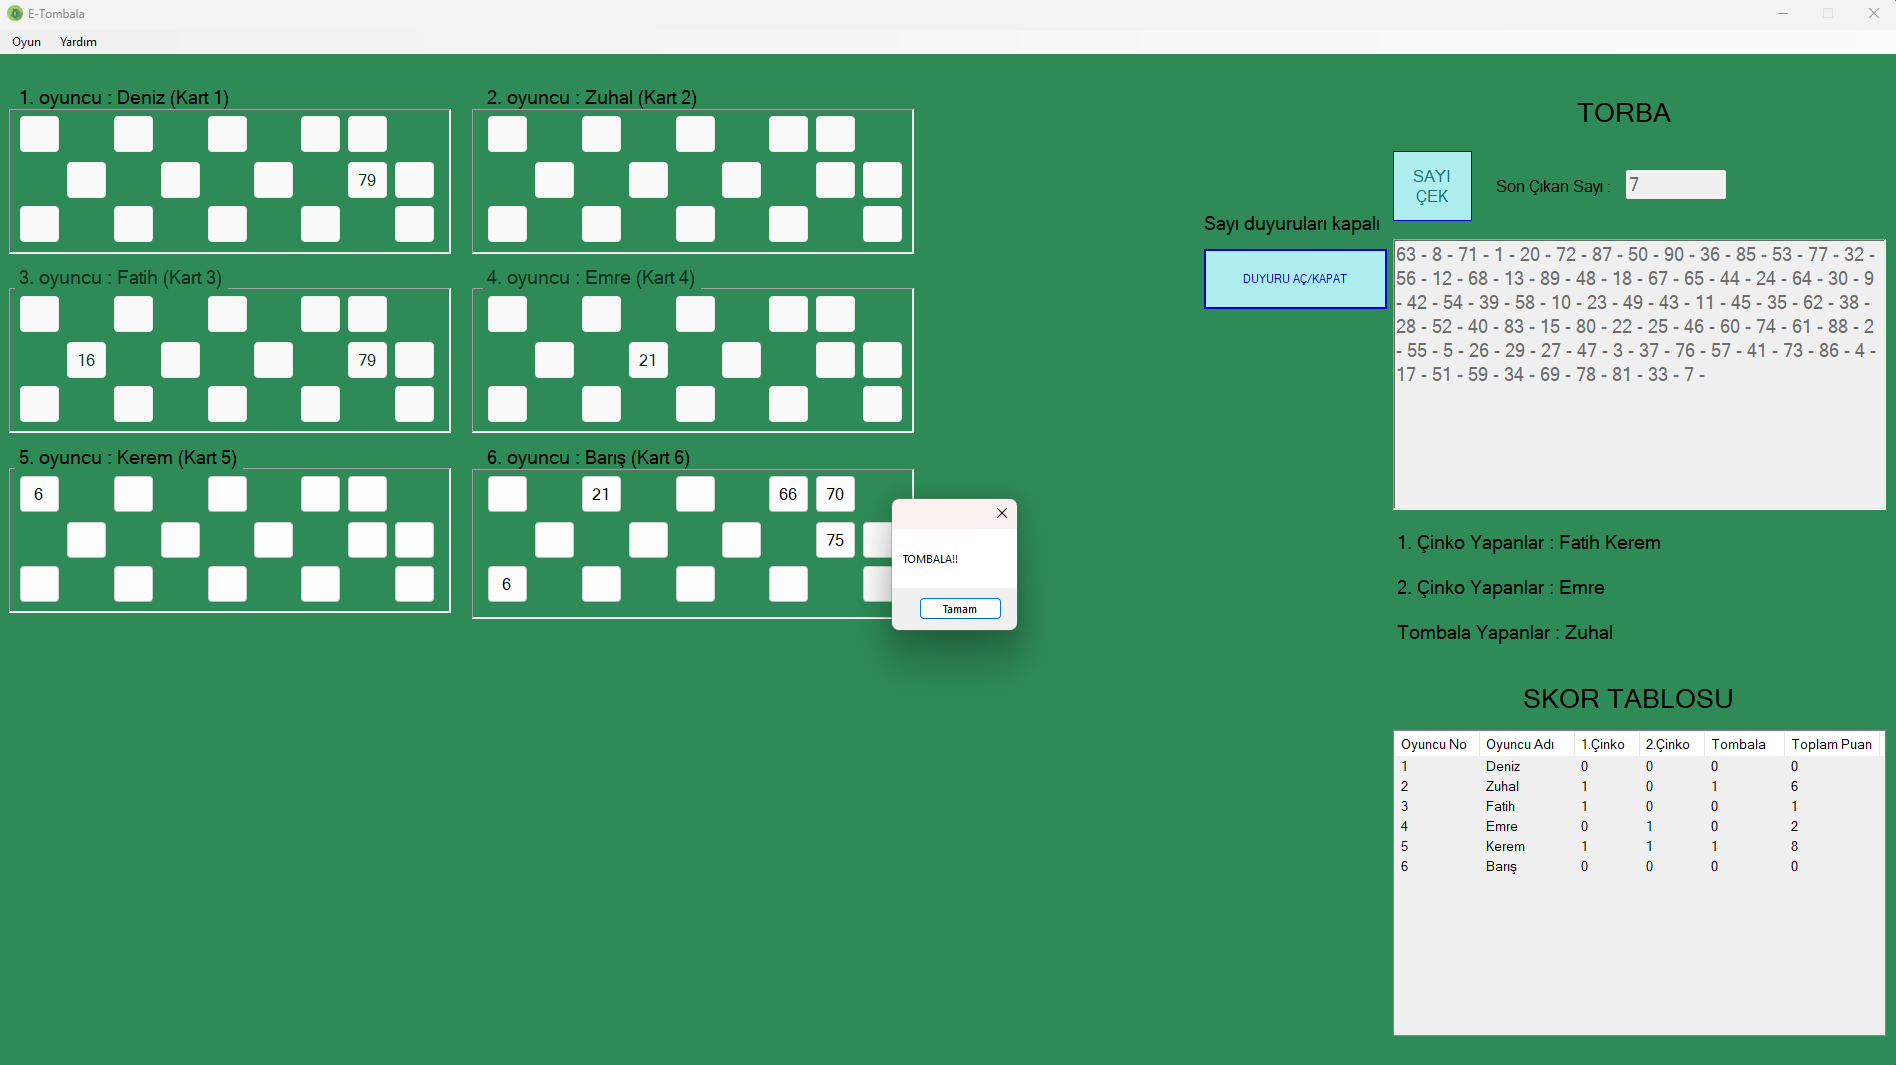 E-Tombala
Oyun Yardım
1. oyuncu : Deniz (Kart 1)
79
2. oyuncu : Zuhal (Kart 2)
3. oyuncu : Fatih (Kart 3)
16 79
4. oyuncu : Emre (Kart 4)
21
5. oyuncu : Kerem (Kart 5)
6
6. oyuncu : Barış (Kart 6)
21 66 70
75
6
TOMBALA!!
Tamam
Sayı duyuruları kapalı
DUYURU AÇ/KAPAT
TORBA
SAYI
ÇEK
Son Çıkan Sayı : 7
63 - 8 - 71 - 1 - 20 - 72 - 87 - 50 - 90 - 36 - 85 - 53 - 77 - 32 -
56 - 12 - 68 - 13 - 89 - 48 - 18 - 67 - 65 - 44 - 24 - 64 - 30 - 9
- 42 - 54 - 39 - 58 - 10 - 23 - 49 - 43 - 11 - 45 - 35 - 62 - 38 -
28 - 52 - 40 - 83 - 15 - 80 - 22 - 25 - 46 - 60 - 74 - 61 - 88 - 2
- 55 - 5 - 26 - 29 - 27 - 47 - 3 - 37 - 76 - 57 - 41 - 73 - 86 - 4 -
17 - 51 - 59 - 34 - 69 - 78 - 81 - 33 - 7 -
1. Çinko Yapanlar : Fatih Kerem
2. Çinko Yapanlar : Emre
Tombala Yapanlar : Zuhal
SKOR TABLOSU
Oyuncu No Oyuncu Adı 1.Çinko 2.Çinko Tombala Toplam Puan
1 Deniz 0 0 0 0
2 Zuhal 1 0 1 6
3 Fatih 1 0 0 1
4 Emre 0 1 0 2
5 Kerem 1 1 1 8
6 Barış 0 0 0 0